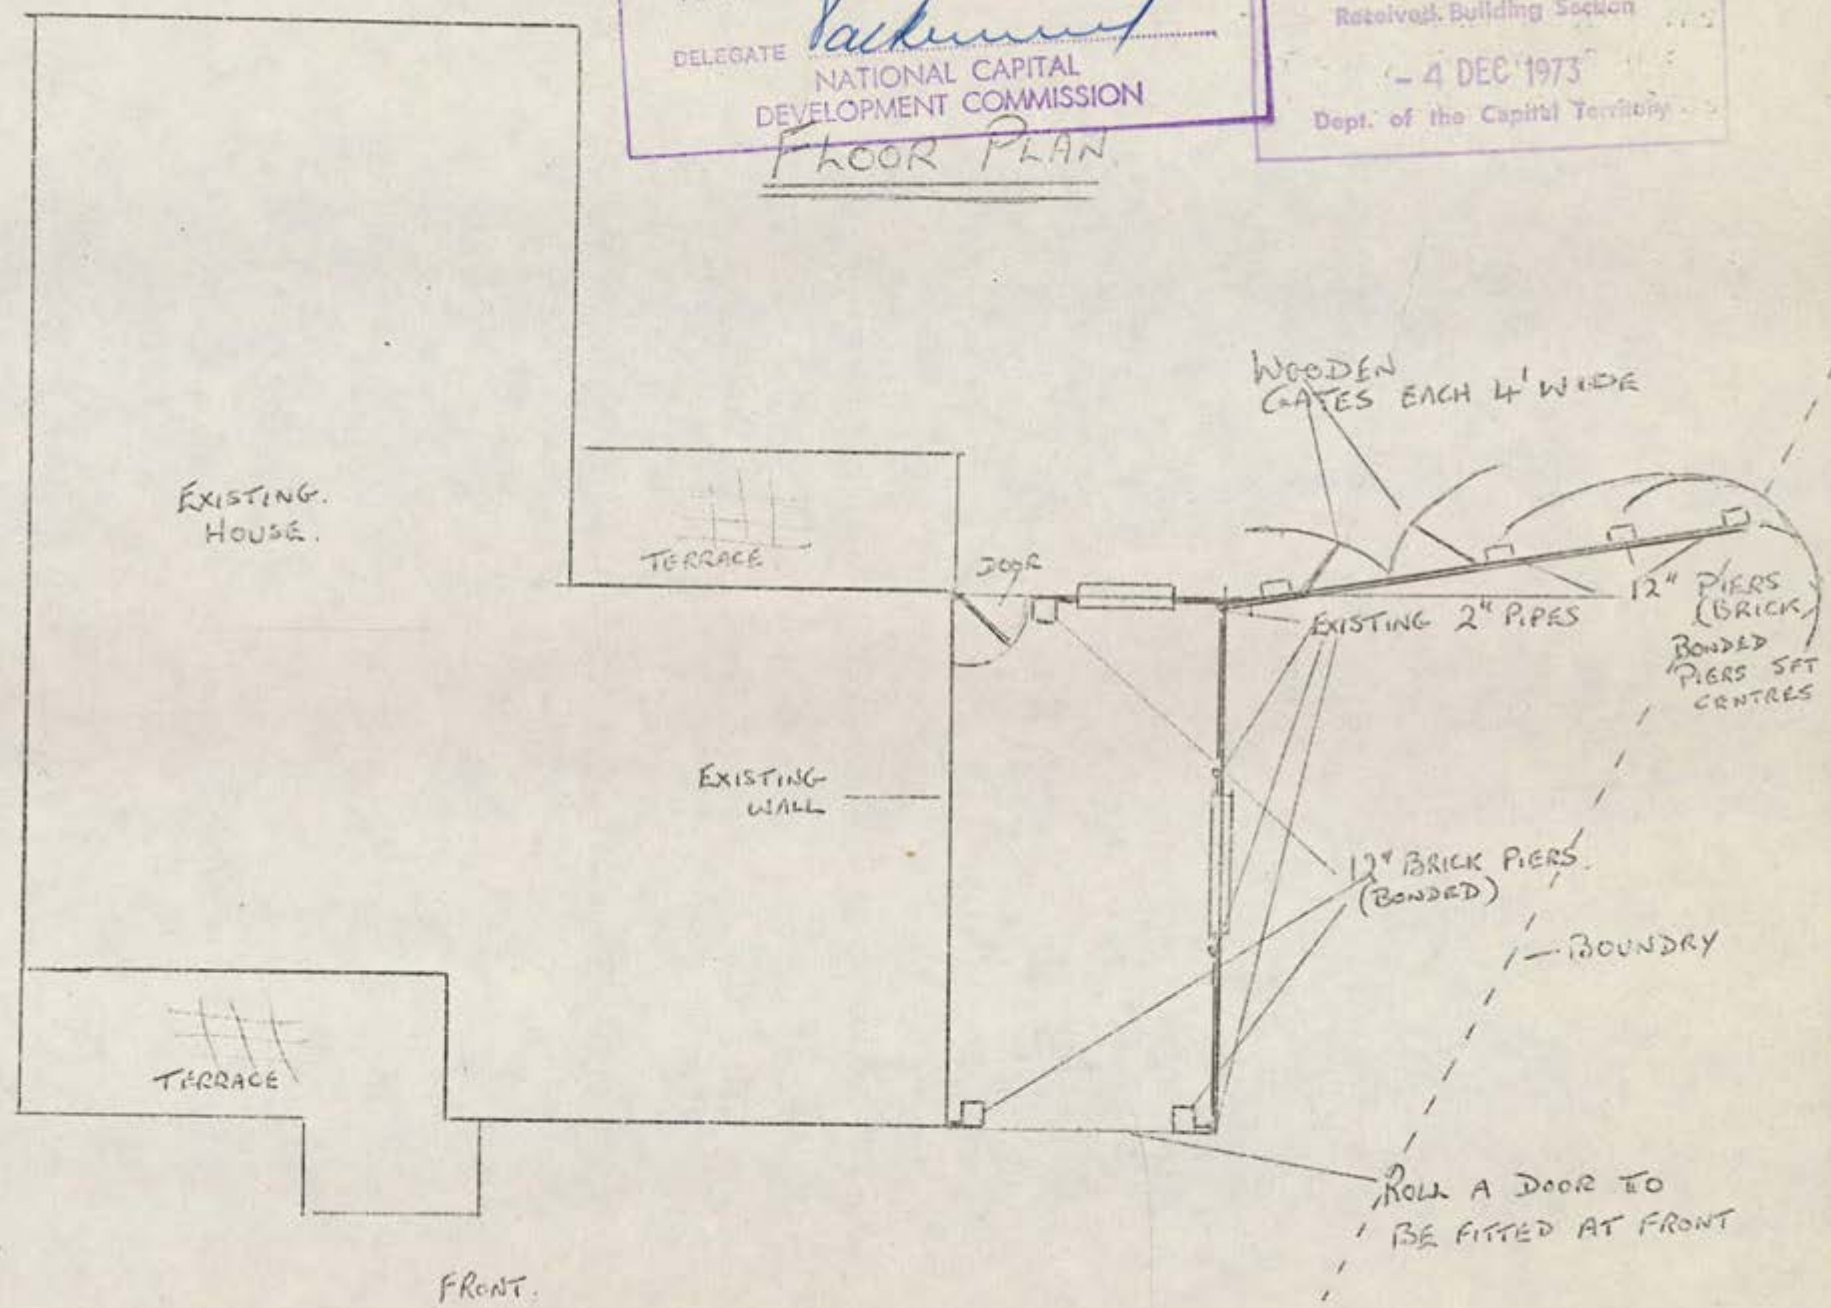 DELEGATE
NATIONAL CAPITAL
DEVELOPMENT COMMISSION
Received. Building Section
- 4 DEC 1973
Dept. of the Capital Territory
FLOOR PLAN
WOODEN
GATES EACH 4' WIDE
EXISTING.
HOUSE.
TERRACE
DOOR
EXISTING 2" PIPES
12" PIERS
(BRICK)
BONDED
PIERS 5FT
CENTRES
EXISTING
WALL
12" BRICK PIERS.
(BONDED)
BOUNDRY
TERRACE
ROLL A DOOR TO
BE FITTED AT FRONT
FRONT.